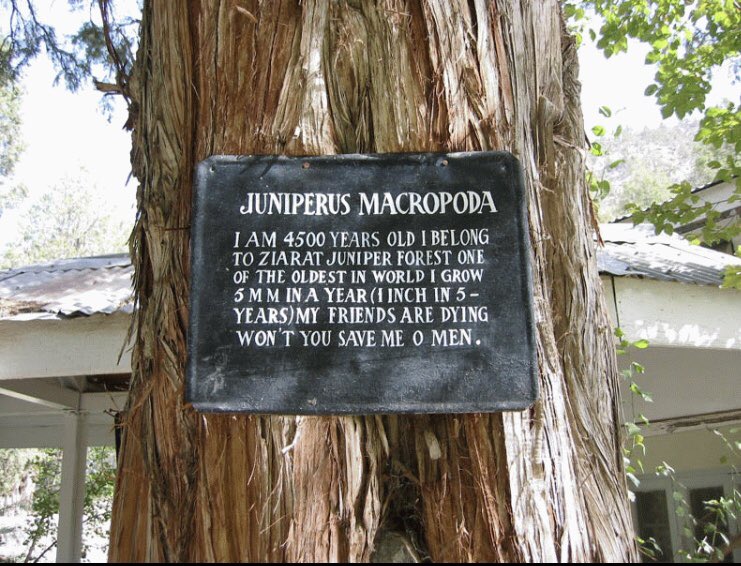 JUNIPERUS MACROPODA
I AM 4500 YEARS OLD I BELONG
TO ZIARAT JUNIPER FOREST ONE
OF THE OLDEST IN WORLD I GROW
5 M M IN A YEAR (1 INCH IN 5-
YEARS) MY FRIENDS ARE DYING
WON'T YOU SAVE ME O MEN.